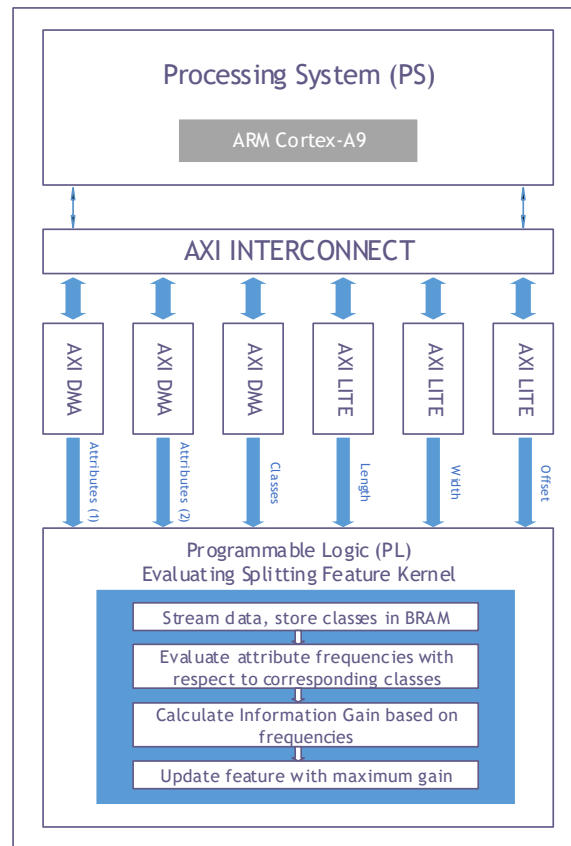 Processing System (PS)
ARM Cortex-A9
AXI INTERCONNECT
AXI DMA
AXI DMA
AXI DMA
AXI LITE
AXI LITE
AXI LITE
Attributes (1)
Attributes (2)
Classes
Length
Width
Offset
Programmable Logic (PL)
Evaluating Splitting Feature Kernel
Stream data, store classes in BRAM
Evaluate attribute frequencies with
respect to corresponding classes
Calculate Information Gain based on
frequencies
Update feature with maximum gain